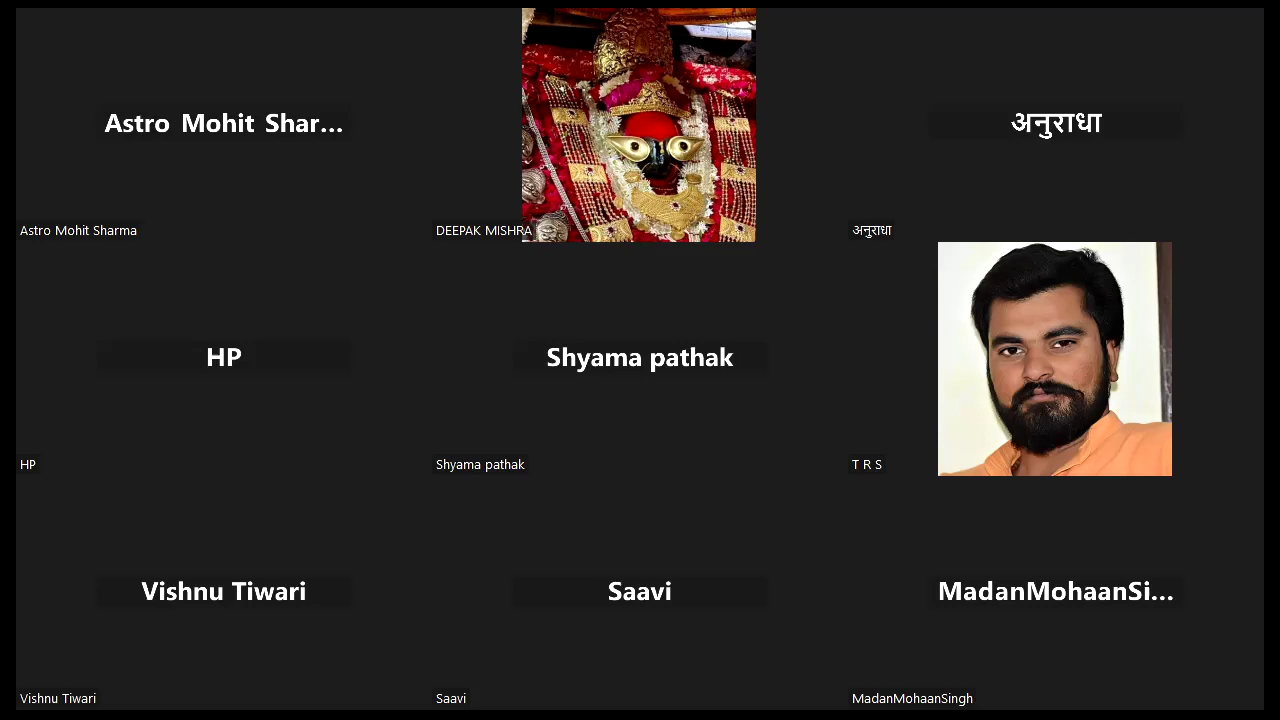 Astro Mohit Shar...
Astro Mohit Sharma
DEEPAK MISHRA
अनुराधा
अनुराधा
HP
HP
Shyama pathak
Shyama pathak
T R S
Vishnu Tiwari
Vishnu Tiwari
Saavi
Saavi
MadanMohaanSi...
MadanMohaanSingh